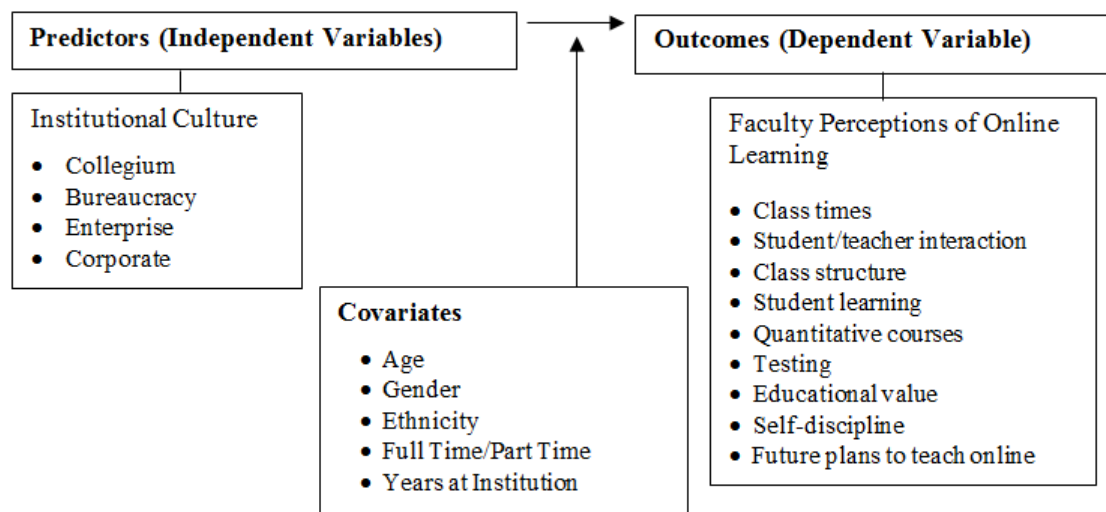 Predictors (Independent Variables)
Outcomes (Dependent Variable)
Institutional Culture
• Collegium
• Bureaucracy
• Enterprise
• Corporate
Covariates
• Age
• Gender
• Ethnicity
• Full Time/Part Time
• Years at Institution
Faculty Perceptions of Online
Learning
• Class times
• Student/teacher interaction
• Class structure
• Student learning
• Quantitative courses
• Testing
• Educational value
• Self-discipline
• Future plans to teach online